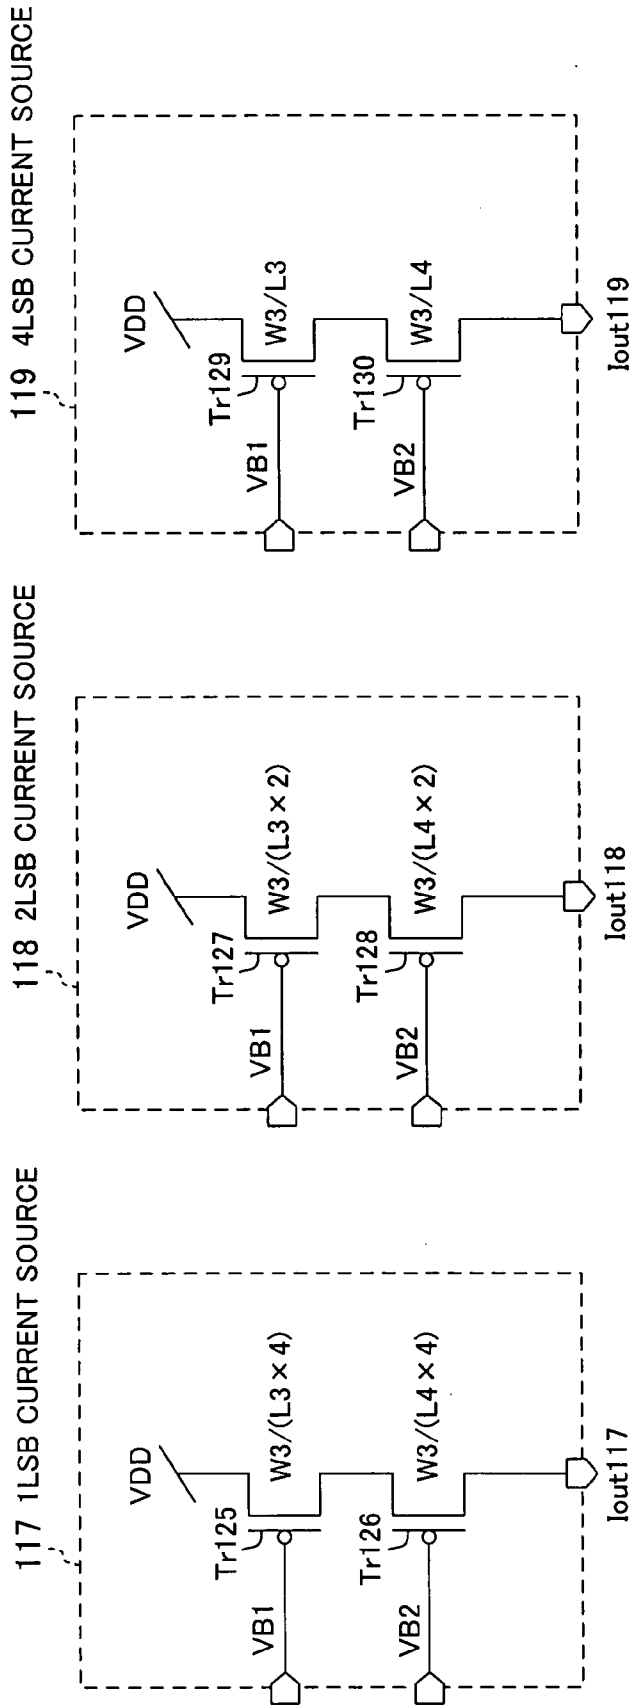 117 1LSB CURRENT SOURCE
VDD
Tr125
W3/(L3×4)
VB1
Tr126
W3/(L4×4)
VB2
Iout117
118 2LSB CURRENT SOURCE
VDD
Tr127
W3/(L3×2)
VB1
Tr128
W3/(L4×2)
VB2
Iout118
119 4LSB CURRENT SOURCE
VDD
Tr129
W3/L3
VB1
Tr130
W3/L4
VB2
Iout119